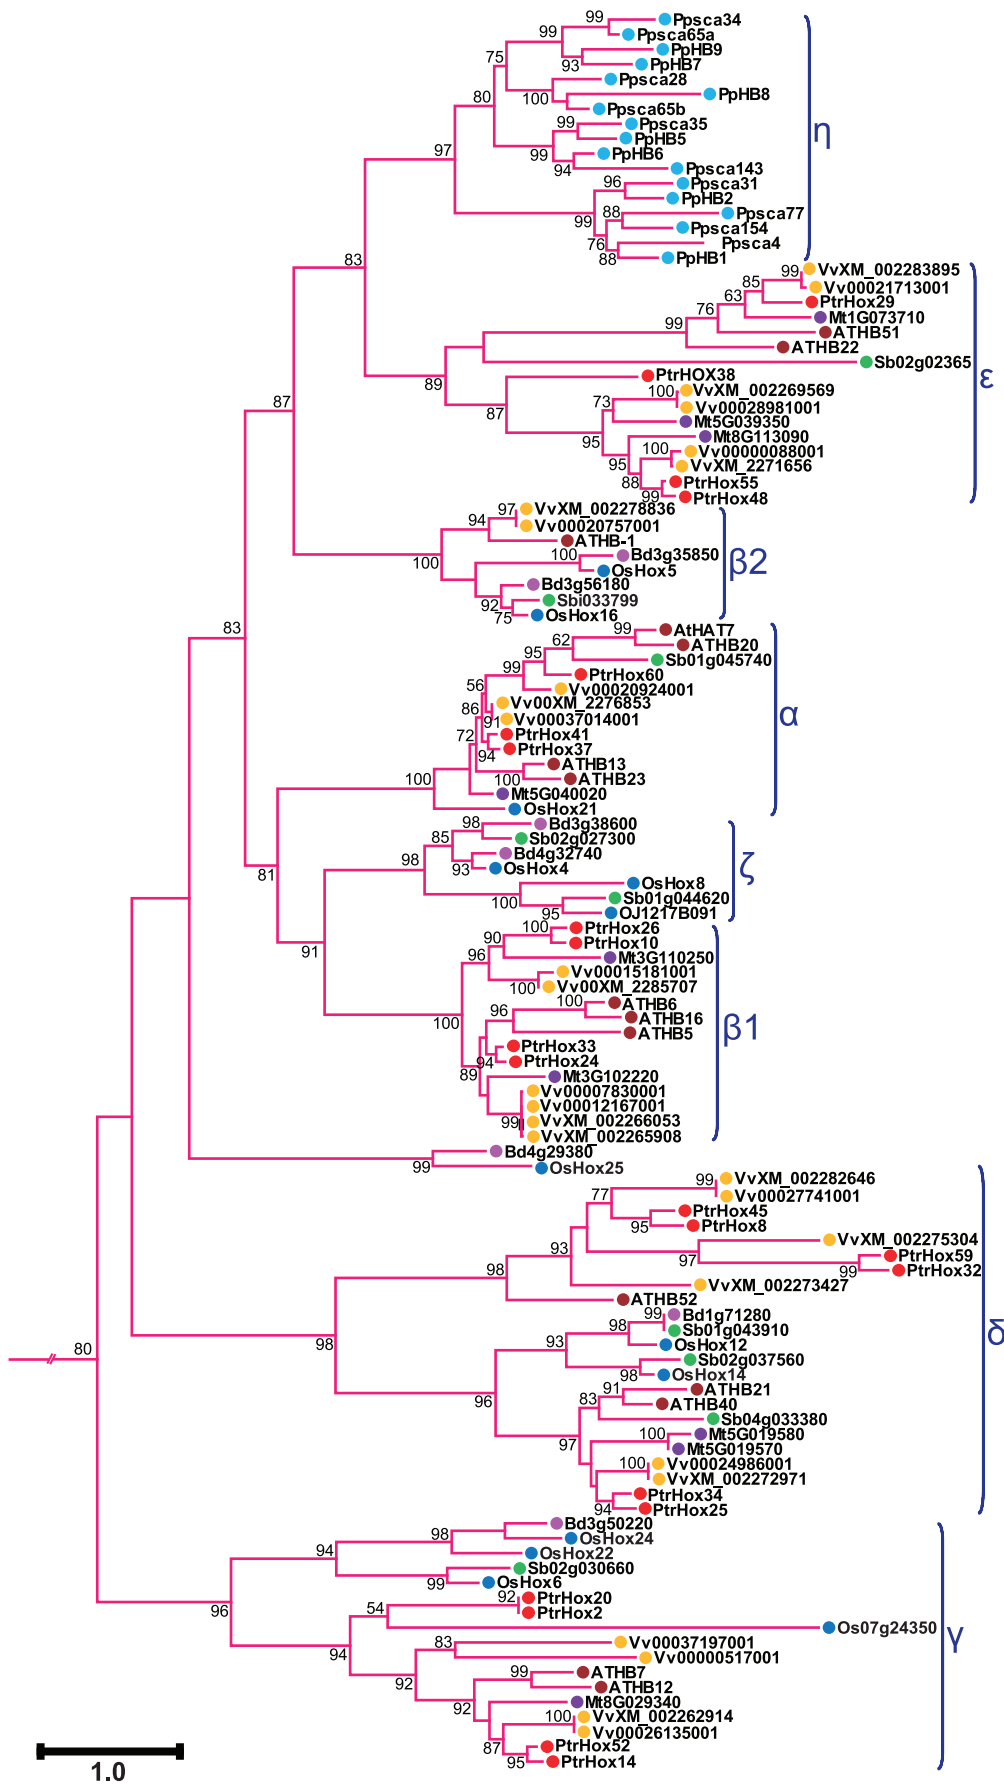 99
Ppsca34
Ppsca65a
99
PpHB9
93
PpHB7
75
Ppsca28
100
PpHB8
Ppsca65b
80
99
Ppsca35
PpHB5
99
PpHB6
94
Ppsca143
η
97
96
Ppsca31
PpHB2
99
88
Ppsca77
Ppsca154
76
Ppsca4
88
PpHB1
83
99
VvXM_002283895
85
Vv00021713001
63
PtrHox29
76
Mt1G073710
99
ATHB51
ATHB22
Sb02g02365
89
ε
PtrHOX38
87
100
VvXM_002269569
73
Vv00028981001
Mt5G039350
95
Mt8G113090
95
100
Vv00000088001
VvXM_2271656
88
PtrHox55
99
PtrHox48
87
97
VvXM_002278836
94
Vv00020757001
ATHB-1
100
100
Bd3g35850
OsHox5
β2
Bd3g56180
92
Sbi033799
75
OsHox16
83
99
AtHAT7
62
ATHB20
95
Sb01g045740
99
PtrHox60
56
Vv00020924001
86
Vv00XM_2276853
91
Vv00037014001
72
PtrHox41
94
PtrHox37
α
ATHB13
100
100
ATHB23
Mt5G040020
OsHox21
81
98
Bd3g38600
85
Sb02g027300
98
Bd4g32740
93
OsHox4
ζ
OsHox8
100
Sb01g044620
95
OJ1217B091
91
100
PtrHox26
90
PtrHox10
96
Mt3G110250
Vv00015181001
100
Vv00XM_2285707
100
100
ATHB6
96
ATHB16
ATHB5
β1
PtrHox33
94
PtrHox24
89
Mt3G102220
Vv00007830001
Vv00012167001
99
VvXM_002266053
VvXM_002265908
Bd4g29380
99
OsHox25
99
VvXM_002282646
77
Vv00027741001
PtrHox45
95
PtrHox8
93
VvXM_002275304
97
PtrHox59
99
PtrHox32
98
VvXM_002273427
ATHB52
98
99
Bd1g71280
98
Sb01g043910
93
OsHox12
Sb02g037560
98
OsHox14
δ
80
96
91
ATHB21
83
ATHB40
Sb04g033380
97
100
Mt5G019580
Mt5G019570
100
Vv00024986001
VvXM_002272971
PtrHox34
94
PtrHox25
Bd3g50220
98
OsHox24
94
OsHox22
Sb02g030660
99
OsHox6
96
92
PtrHox20
54
PtrHox2
Os07g24350
94
γ
83
Vv00037197001
Vv00000517001
92
99
ATHB7
ATHB12
92
Mt8G029340
100
VvXM_002262914
Vv00026135001
87
PtrHox52
95
PtrHox14
1.0